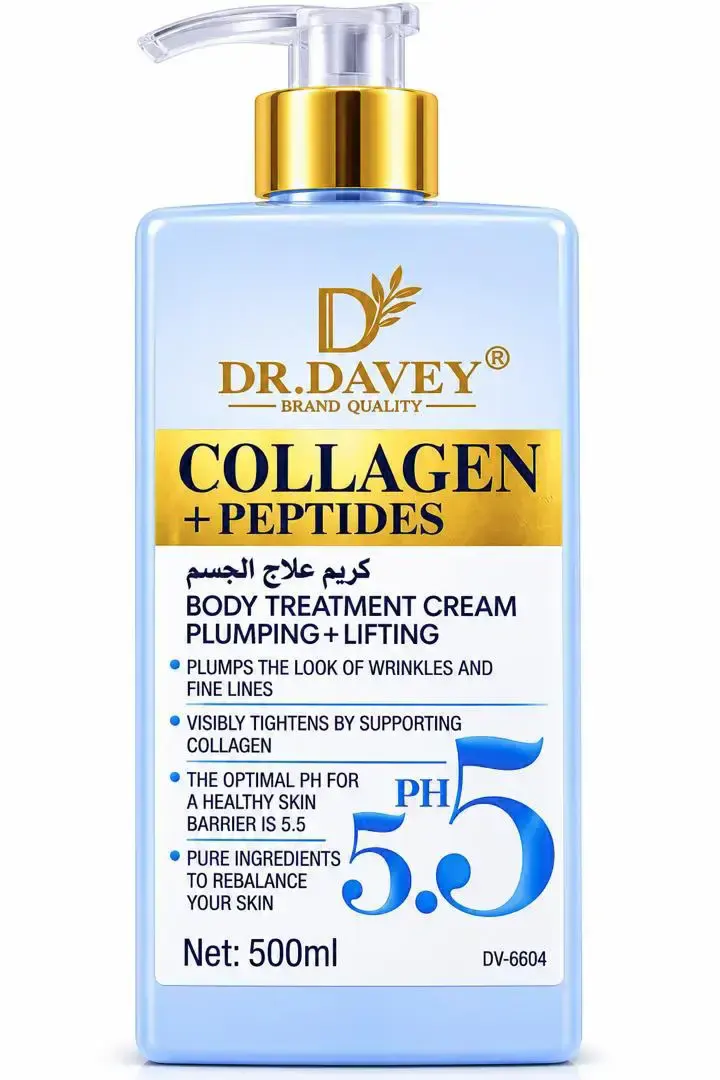 D
DR.DAVEY®
BRAND QUALITY
COLLAGEN
+ PEPTIDES
كريم علاج الجسم
BODY TREATMENT CREAM
PLUMPING+LIFTING
• PLUMPS THE LOOK OF WRINKLES AND
FINE LINES
• VISIBLY TIGHTENS BY SUPPORTING
COLLAGEN
• THE OPTIMAL PH FOR
A HEALTHY SKIN
BARRIER IS 5.5
• PURE INGREDIENTS
TO REBALANCE
YOUR SKIN
PH
5.5
Net: 500ml
DV-6604